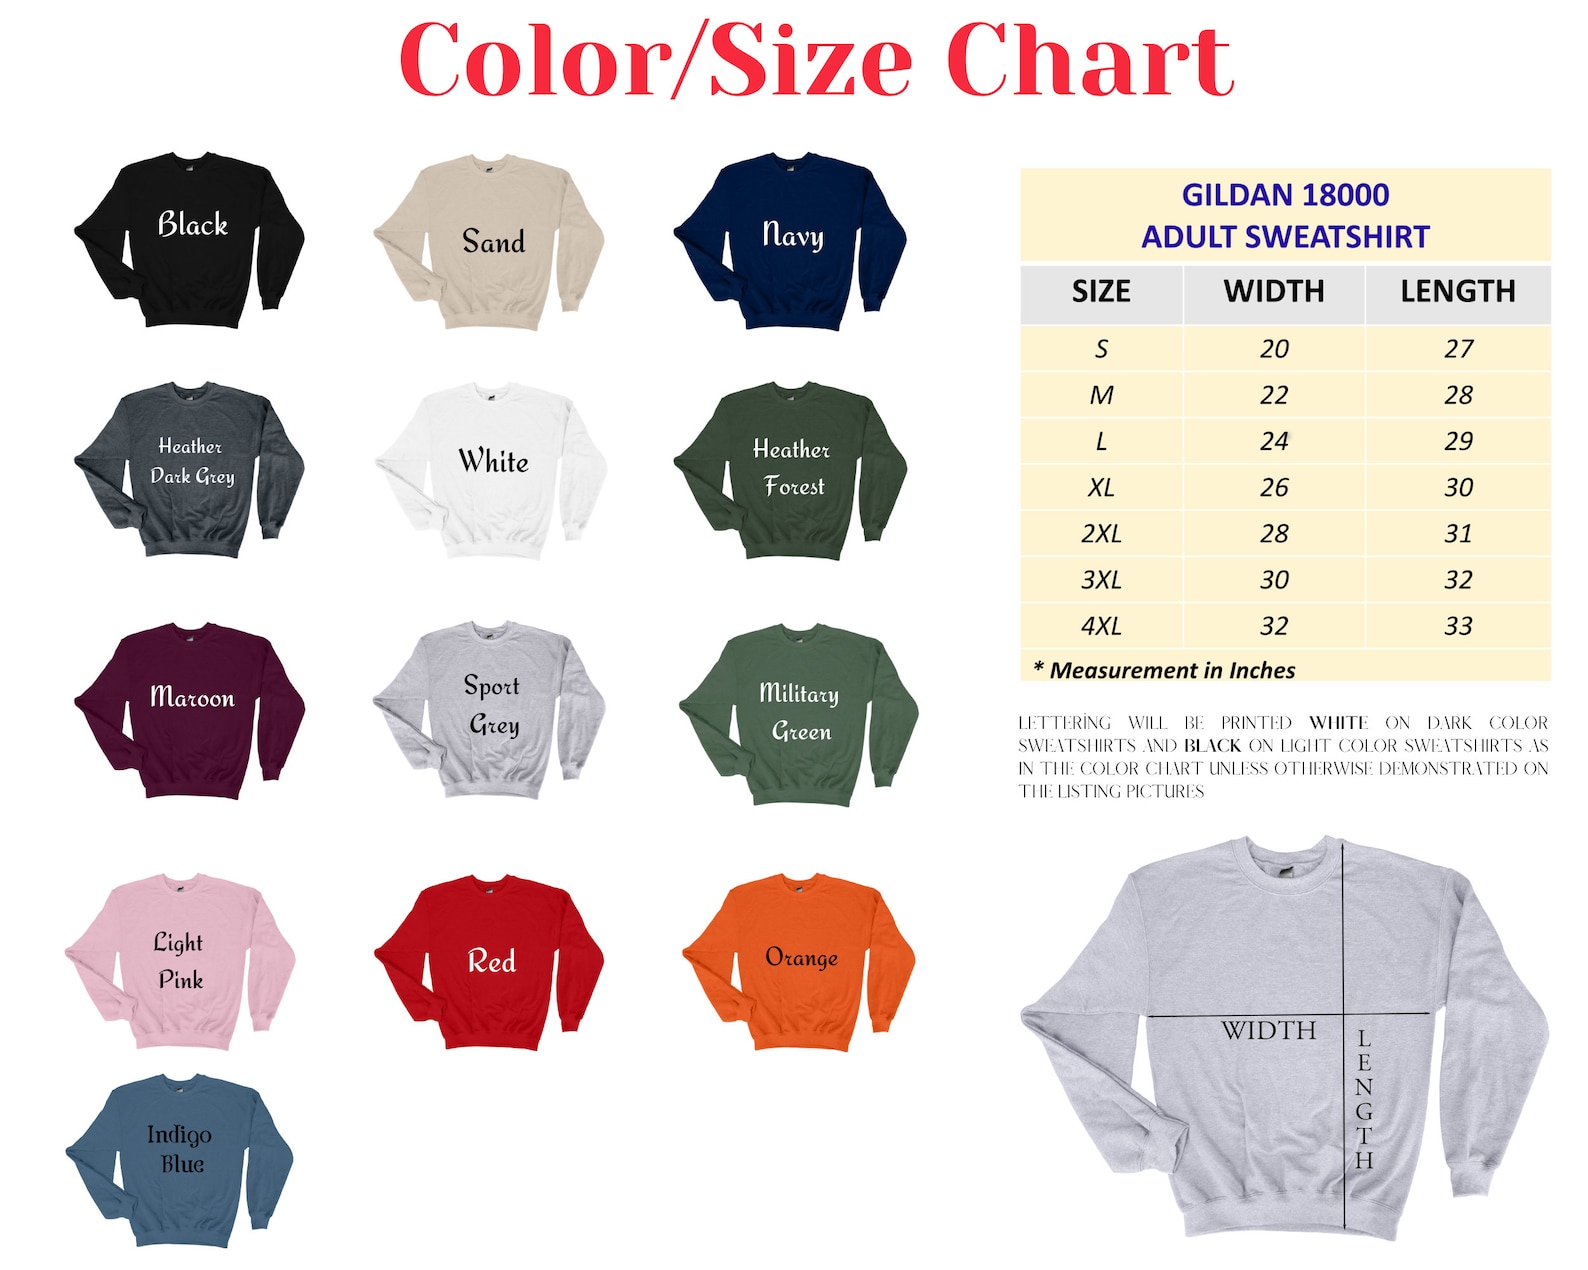 Color/Size Chart
Black
Sand
Navy
Heather
Dark Grey
White
Heather
Forest
Maroon
Sport
Grey
Military
Green
Light
Pink
Red
Orange
Indigo
Blue
GILDAN 18000
ADULT SWEATSHIRT
SIZE WIDTH LENGTH
S 20 27
M 22 28
L 24 29
XL 26 30
2XL 28 31
3XL 30 32
4XL 32 33
* Measurement in Inches
LETTERİNG WILL BE PRINTED WHITE ON DARK COLOR
SWEATSHIRTS AND BLACK ON LIGHT COLOR SWEATSHIRTS AS
IN THE COLOR CHART UNLESS OTHERWISE DEMONSTRATED ON
THE LISTING PICTURES
WIDTH
LENGTH